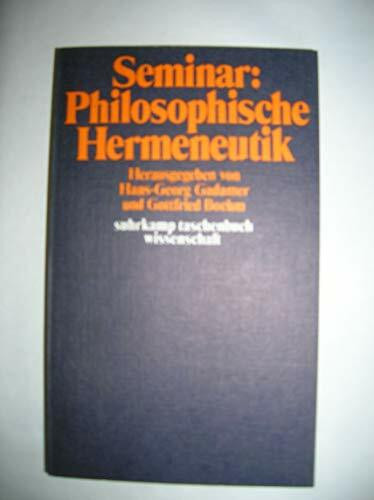 Seminar:
Philosophische
Hermeneutik
Herausgegeben von
Hans-Georg Gadamer
und Gottfried Boehm
suhrkamp taschenbuch
wissenschaft